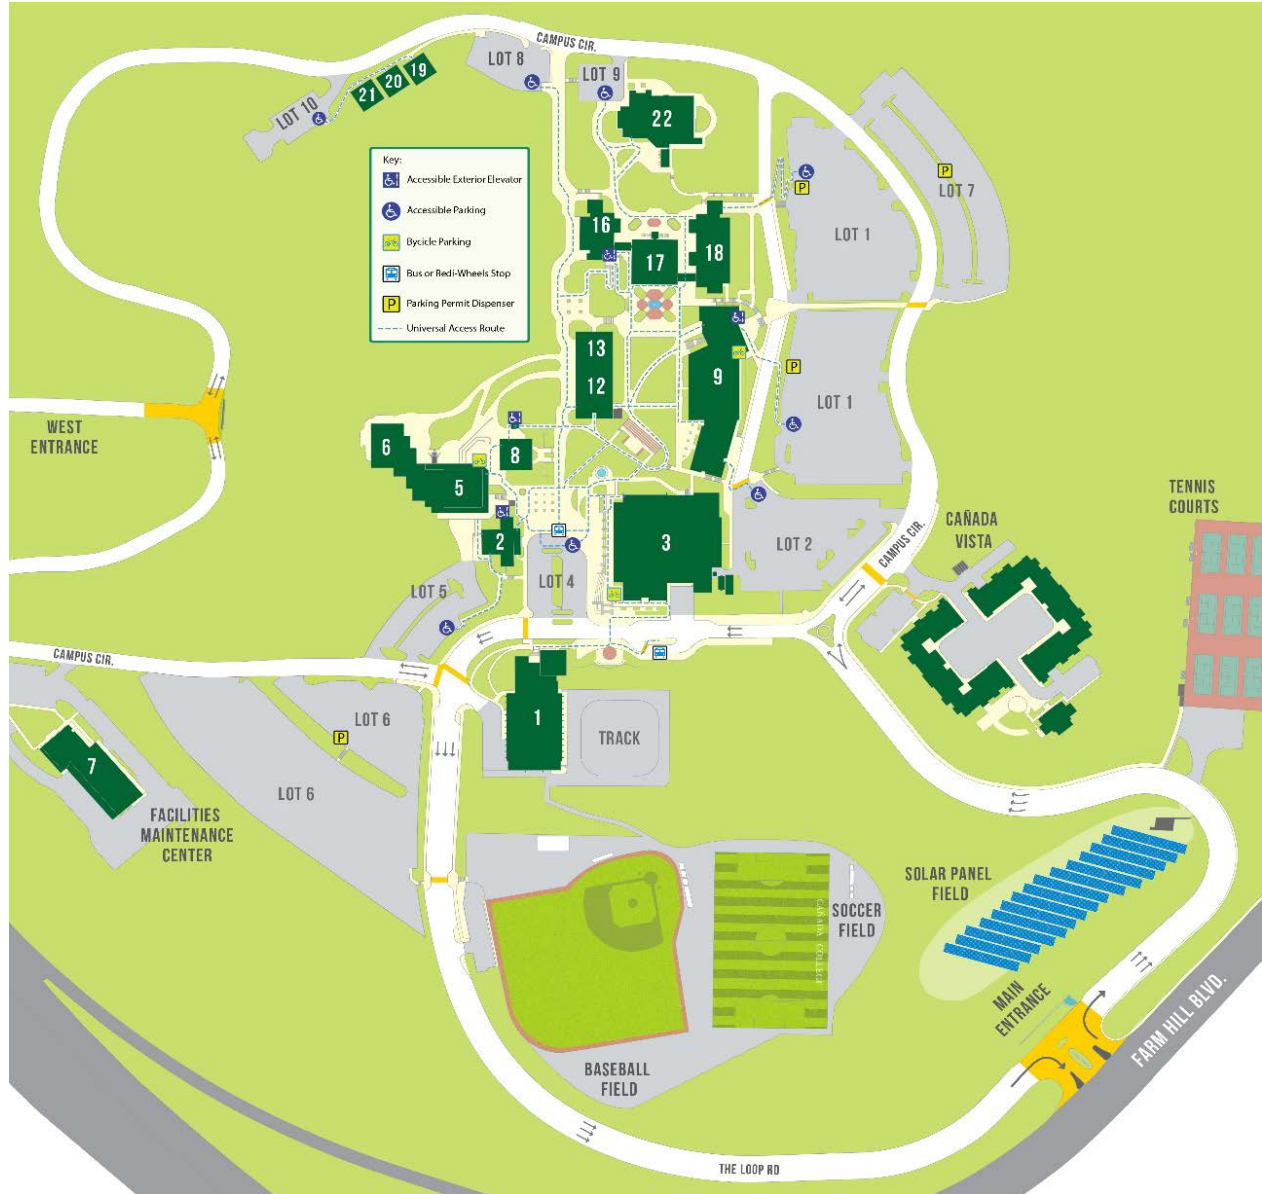 CAMPUS CIR.
LOT 8
LOT 9
19
20
21
LOT 10
22
Key:
Accessible Exterior Elevator
Accessible Parking
Bycicle Parking
Bus or Redi-Wheels Stop
P
Parking Permit Dispenser
Universal Access Route
P
P
LOT 7
LOT 1
16
17
18
13
12
9
P
LOT 1
WEST
ENTRANCE
6
8
5
2
3
LOT 4
LOT 2
LOT 5
CAMPUS CIR.
CAÑADA
VISTA
TENNIS
COURTS
CAMPUS CIR.
LOT 6
P
1
TRACK
7
LOT 6
FACILITIES
MAINTENANCE
CENTER
SOLAR PANEL
FIELD
CAÑADA COLLEGE
SOCCER
FIELD
MAIN
ENTRANCE
FARM HILL BLVD.
BASEBALL
FIELD
THE LOOP RD